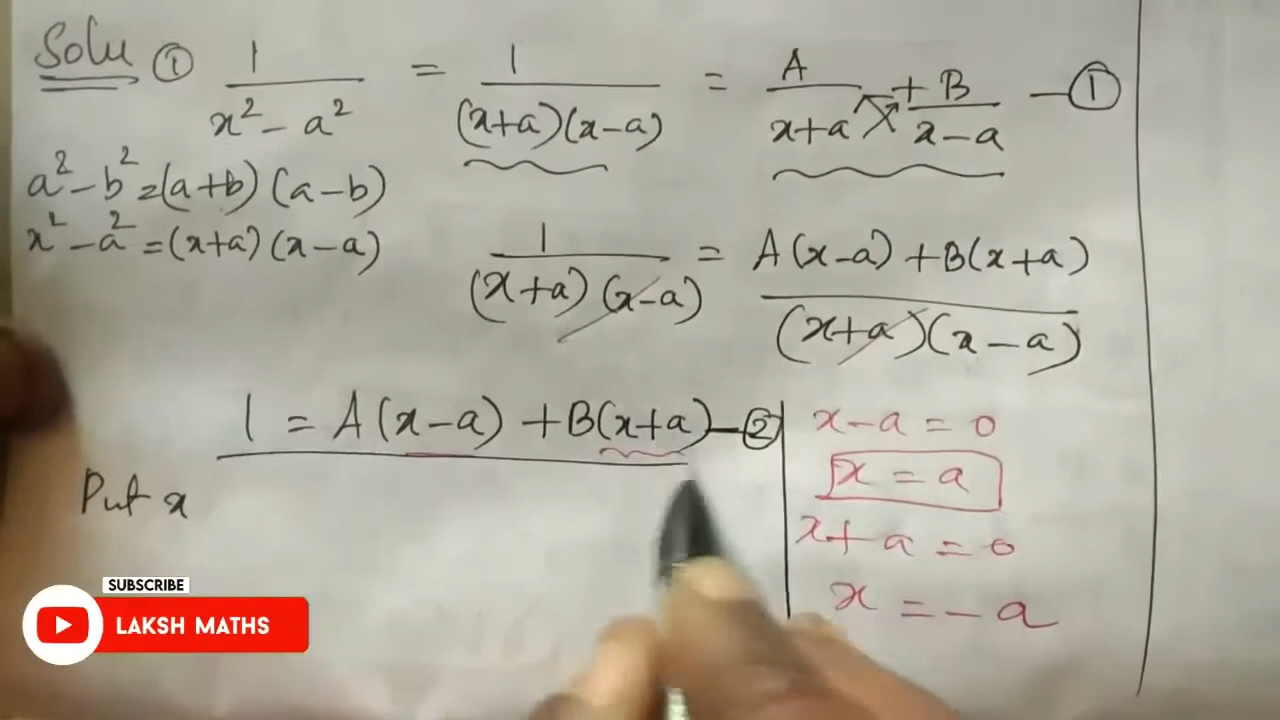 Solu ① 1/(x² - a²) = 1/((x+a)(x-a)) = A/(x+a) + B/(x-a) —①
a² - b² = (a+b)(a-b)
x² - a² = (x+a)(x-a)
1/((x+a)(x-a)) = (A(x-a) + B(x+a))/((x+a)(x-a))
1 = A(x-a) + B(x+a) —②
Put x
x-a = 0
x = a
x+a = 0
x = -a
SUBSCRIBE
LAKSH MATHS